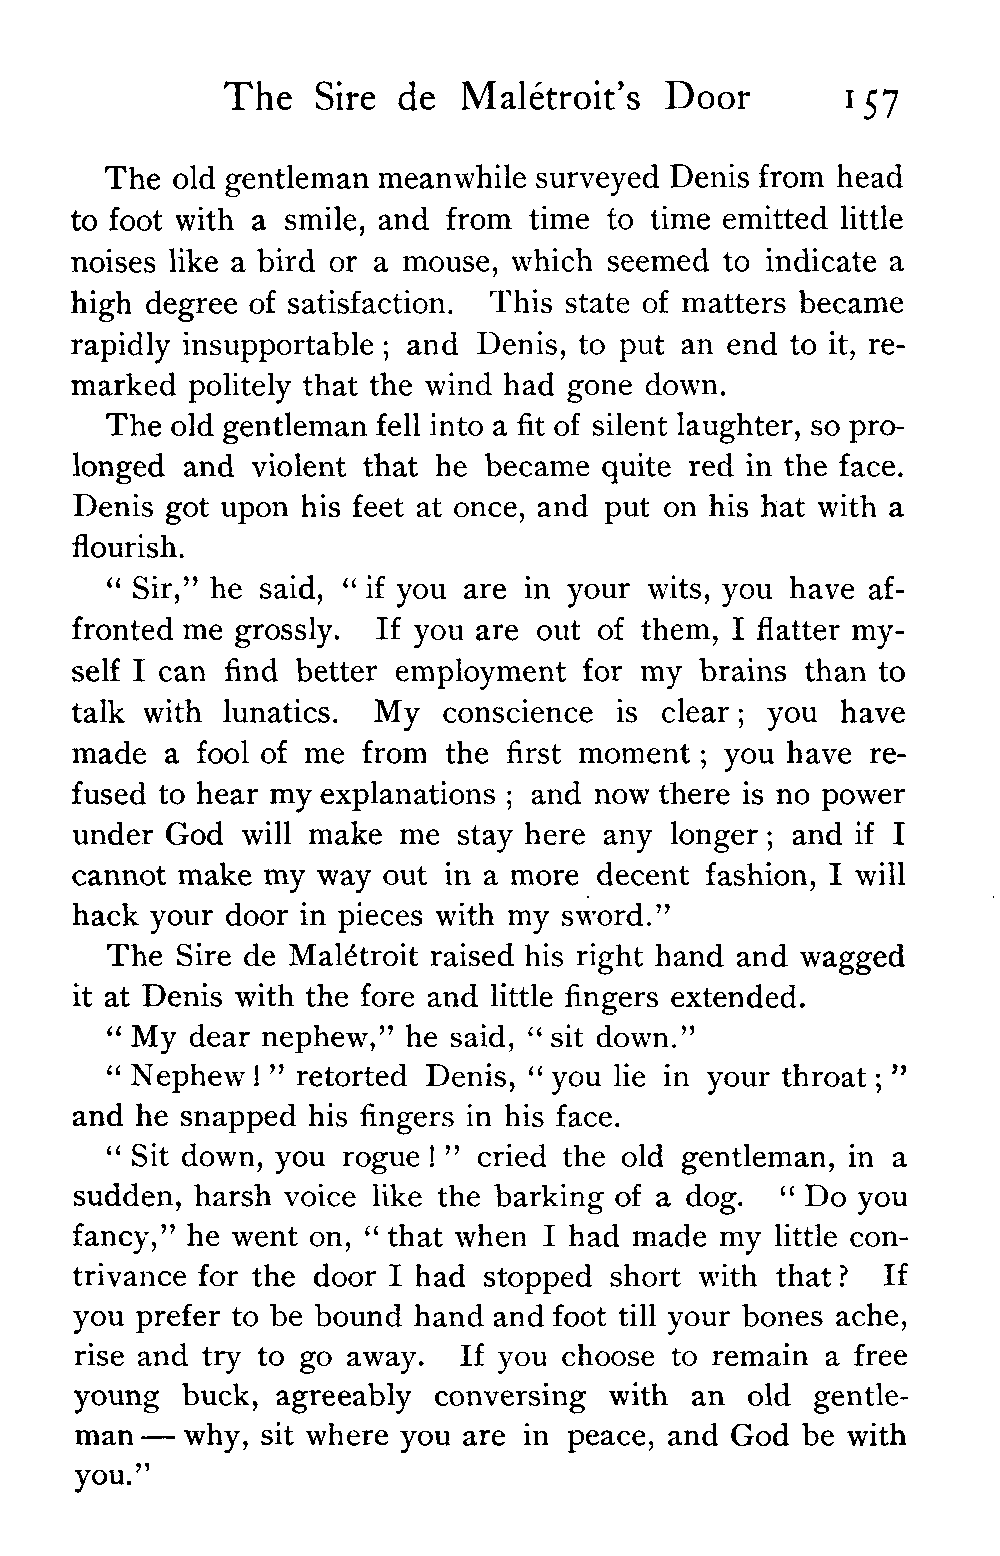 The Sire de Malétroit's Door 157
The old gentleman meanwhile surveyed Denis from head
to foot with a smile, and from time to time emitted little
noises like a bird or a mouse, which seemed to indicate a
high degree of satisfaction. This state of matters became
rapidly insupportable ; and Denis, to put an end to it, re-
marked politely that the wind had gone down.
The old gentleman fell into a fit of silent laughter, so pro-
longed and violent that he became quite red in the face.
Denis got upon his feet at once, and put on his hat with a
flourish.
“ Sir,” he said, “ if you are in your wits, you have af-
fronted me grossly. If you are out of them, I flatter my-
self I can find better employment for my brains than to
talk with lunatics. My conscience is clear ; you have
made a fool of me from the first moment ; you have re-
fused to hear my explanations ; and now there is no power
under God will make me stay here any longer ; and if I
cannot make my way out in a more decent fashion, I will
hack your door in pieces with my sword.”
The Sire de Malétroit raised his right hand and wagged
it at Denis with the fore and little fingers extended.
“ My dear nephew,” he said, “ sit down.”
“ Nephew ! ” retorted Denis, “ you lie in your throat ; ”
and he snapped his fingers in his face.
“ Sit down, you rogue ! ” cried the old gentleman, in a
sudden, harsh voice like the barking of a dog. “ Do you
fancy,” he went on, “ that when I had made my little con-
trivance for the door I had stopped short with that ? If
you prefer to be bound hand and foot till your bones ache,
rise and try to go away. If you choose to remain a free
young buck, agreeably conversing with an old gentle-
man — why, sit where you are in peace, and God be with
you.”